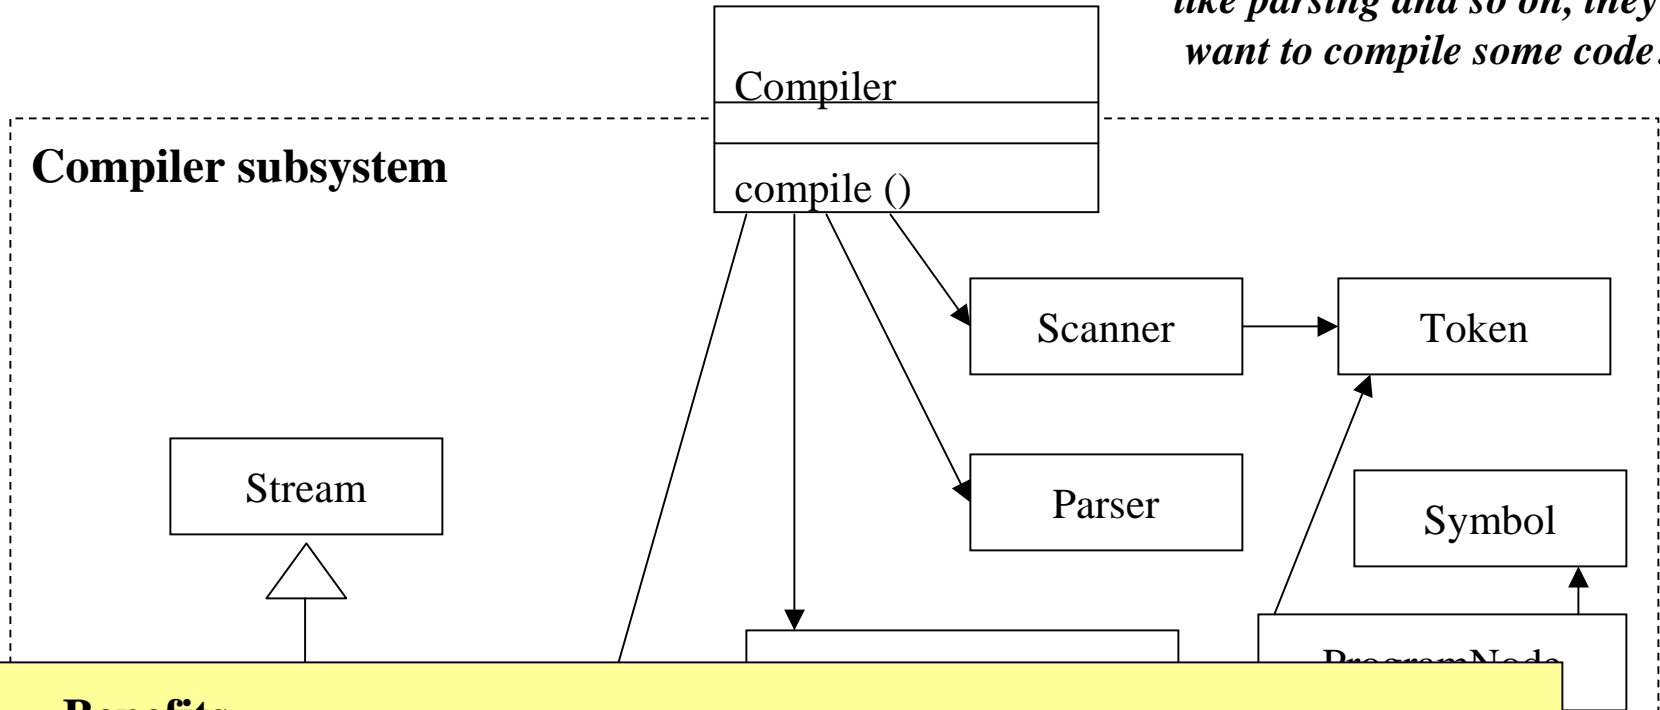 like parsing and so on, they
want to compile some code.
Compiler
Compiler subsystem
compile ()
Scanner
Token
Stream
Parser
Symbol
ProgramNode
Benefits